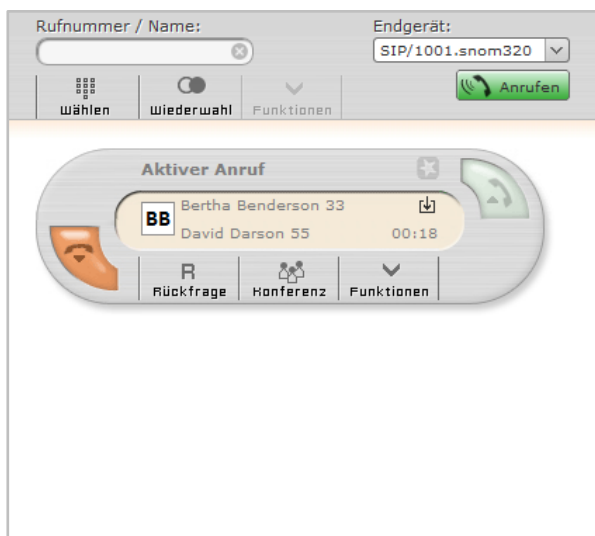 Rufnummer / Name:
Endgerät:
SIP/1001.snom320
Wählen
Wiederwahl
Funktionen
Anrufen
Aktiver Anruf
BB
Bertha Benderson 33
David Darson 55
00:18
R
Rückfrage
Konferenz
Funktionen